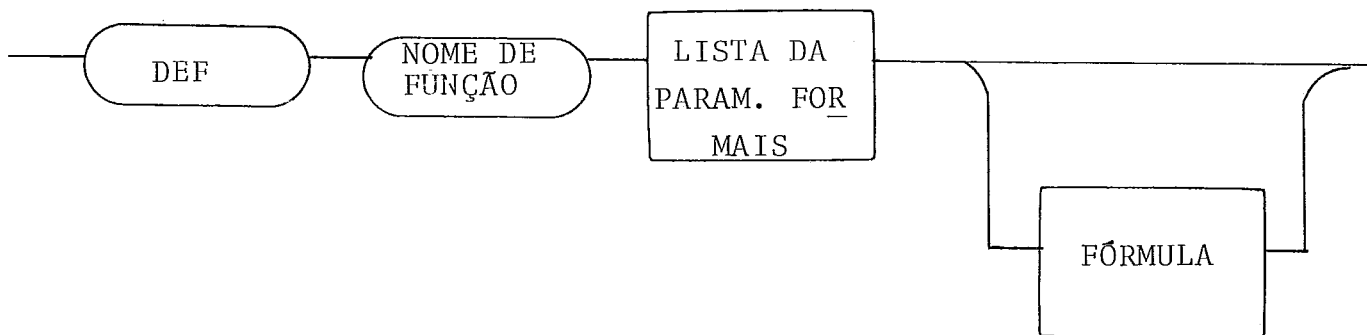 DEF
NOME DE
FUNÇÃO
LISTA DA
PARAM. FOR
MAIS
FÓRMULA